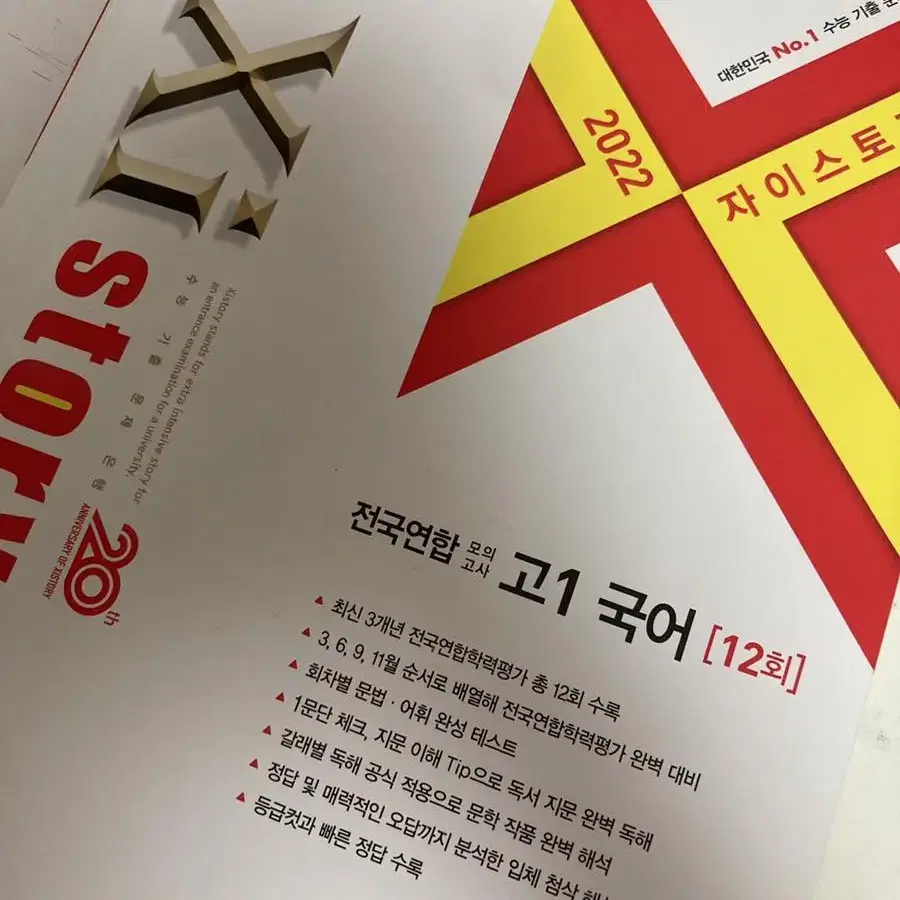 Xi
story
Xistory stands for extra intensive story for
an entrance examination for a university.
수능 기출 문제 은행
20th
ANNIVERSARY OF XISTORY
대한민국 No.1 수능 기출
2022
자이스토
전국연합 모의고사 고1 국어 [12회]
▲ 최신 3개년 전국연합학력평가 총 12회 수록
▲ 3, 6, 9, 11월 순서로 배열해 전국연합학력평가 완벽 대비
▲ 회차별 문법·어휘 완성 테스트
▲ 1문단 체크, 지문 이해 Tip으로 독서 지문 완벽 독해
▲ 갈래별 독해 공식 적용으로 문학 작품 완벽 해석
▲ 정답 및 매력적인 오답까지 분석한 입체 첨삭
▲ 등급컷과 빠른 정답 수록